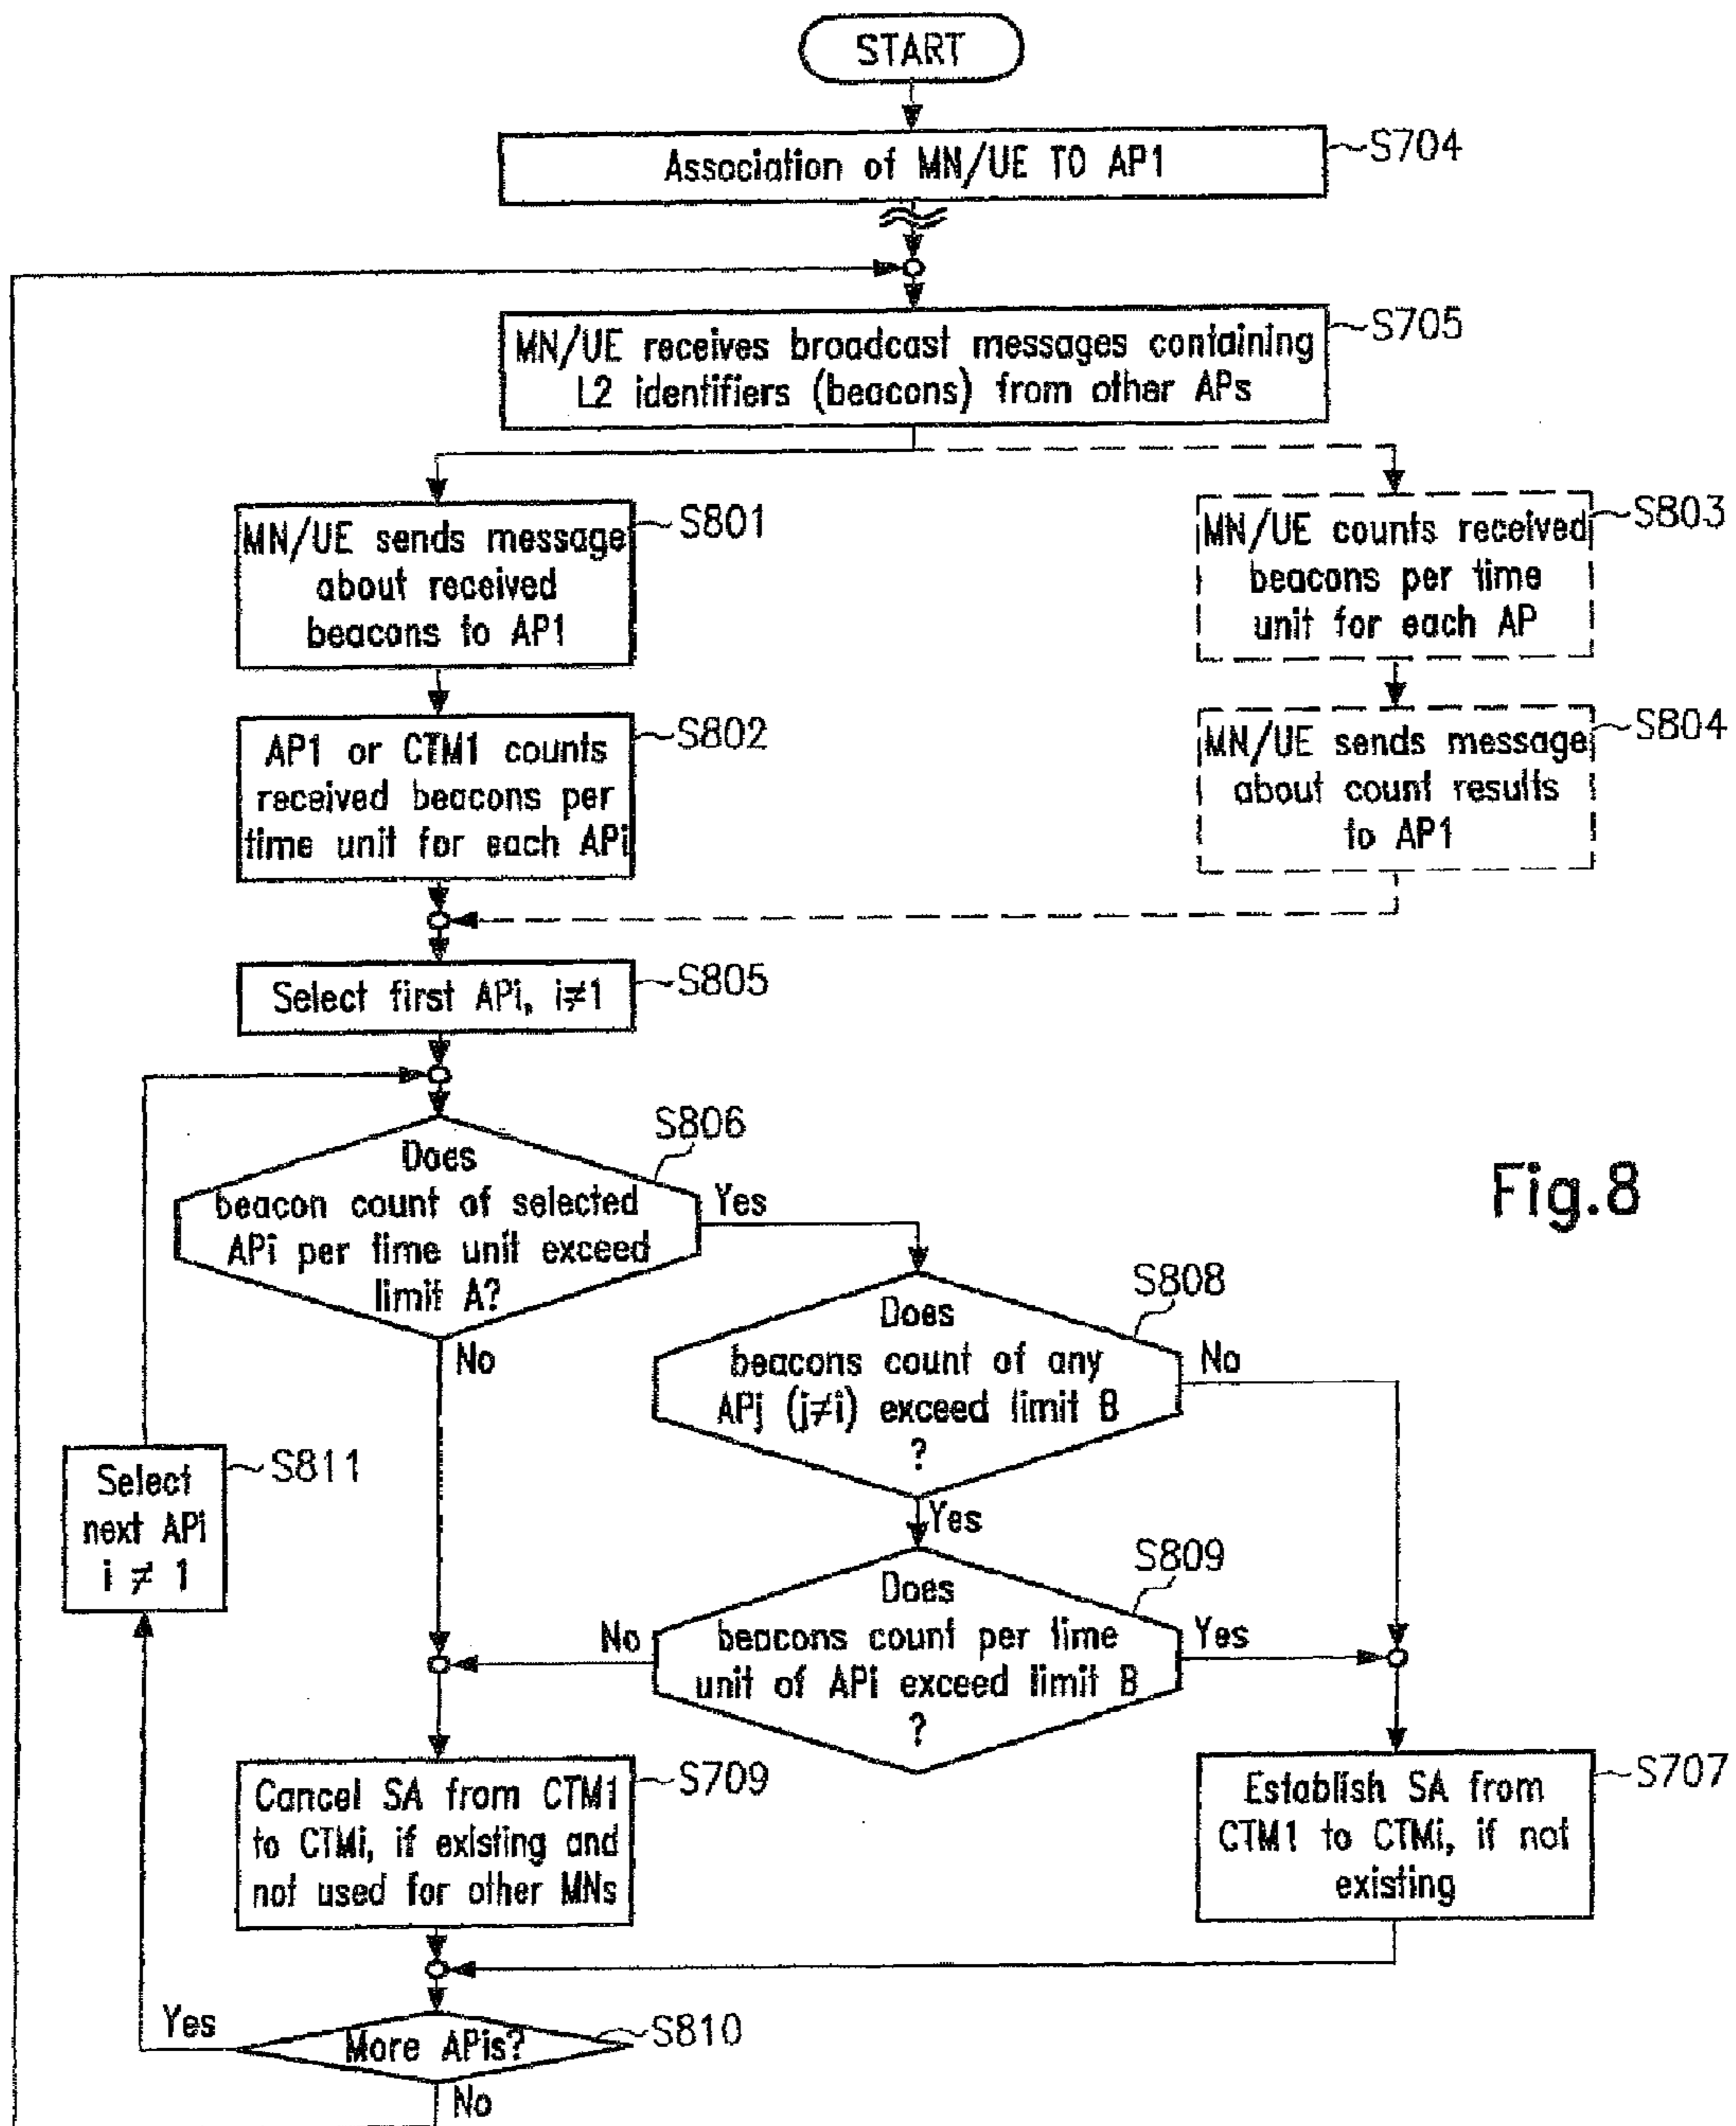 START
Association of MN/UE TO AP1
S704
MN/UE receives broadcast messages containing
L2 identifiers (beacons) from other APs
S705
MN/UE sends message
about received
beacons to AP1
S801
MN/UE counts received
beacons per time
unit for each AP
S803
AP1 or CTM1 counts
received beacons per
time unit for each APi
S802
MN/UE sends message
about count results
to AP1
S804
Select first APi, i≠1
S805
Does
beacon count of selected
APi per time unit exceed
limit A?
S806
Yes
No
Fig.8
Does
beacons count of any
APj (j≠i) exceed limit B
?
S808
No
Yes
Select
next APi
i ≠ 1
S811
Does
beacons count per time
unit of APi exceed limit B
?
S809
No
Yes
Cancel SA from CTM1
to CTMi, if existing and
not used for other MNs
S709
Establish SA from
CTM1 to CTMi, if not
existing
S707
More APis?
S810
Yes
No